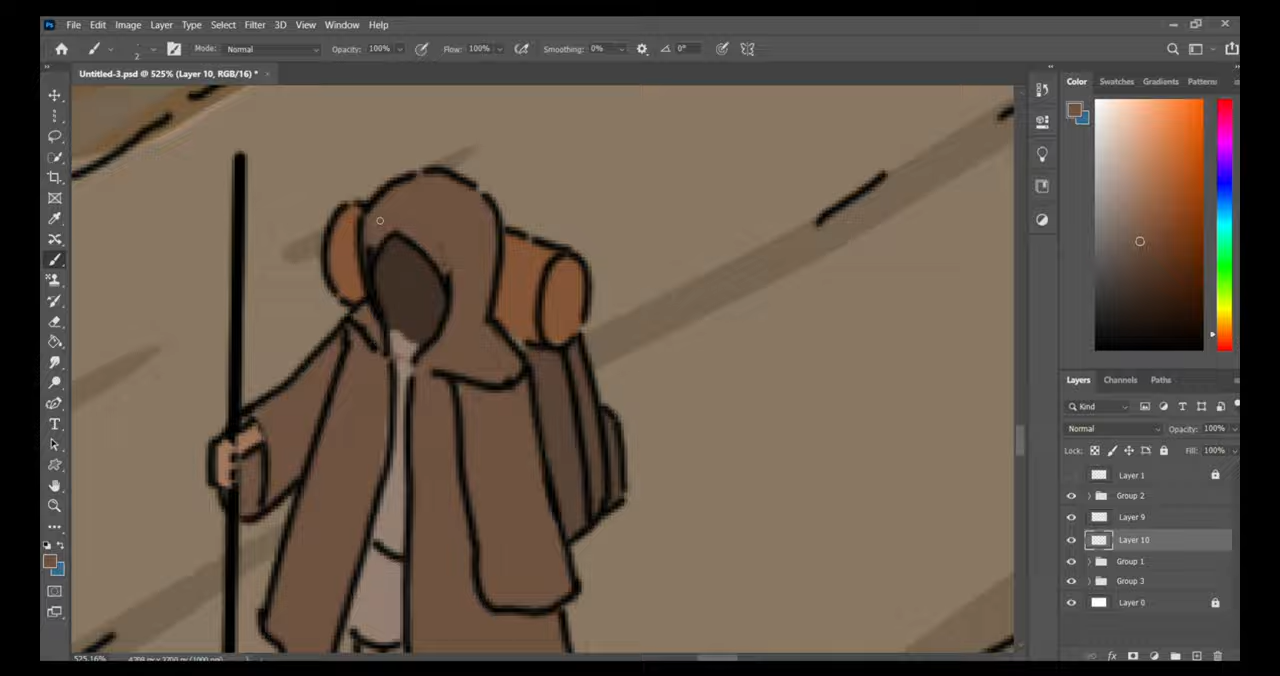 Ps File Edit Image Layer Type Select Filter 3D View Window Help
2 Mode: Normal Opacity: 100% Flow: 100% Smoothing: 0% 0°
Untitled-3.psd @ 525% (Layer 10, RGB/16) *
Color Swatches Gradients Patterns
Layers Channels Paths
Kind
Normal Opacity: 100%
Lock: Fill: 100%
Layer 1
Group 2
Layer 9
Layer 10
Group 1
Group 3
Layer 0
525.16%
fx